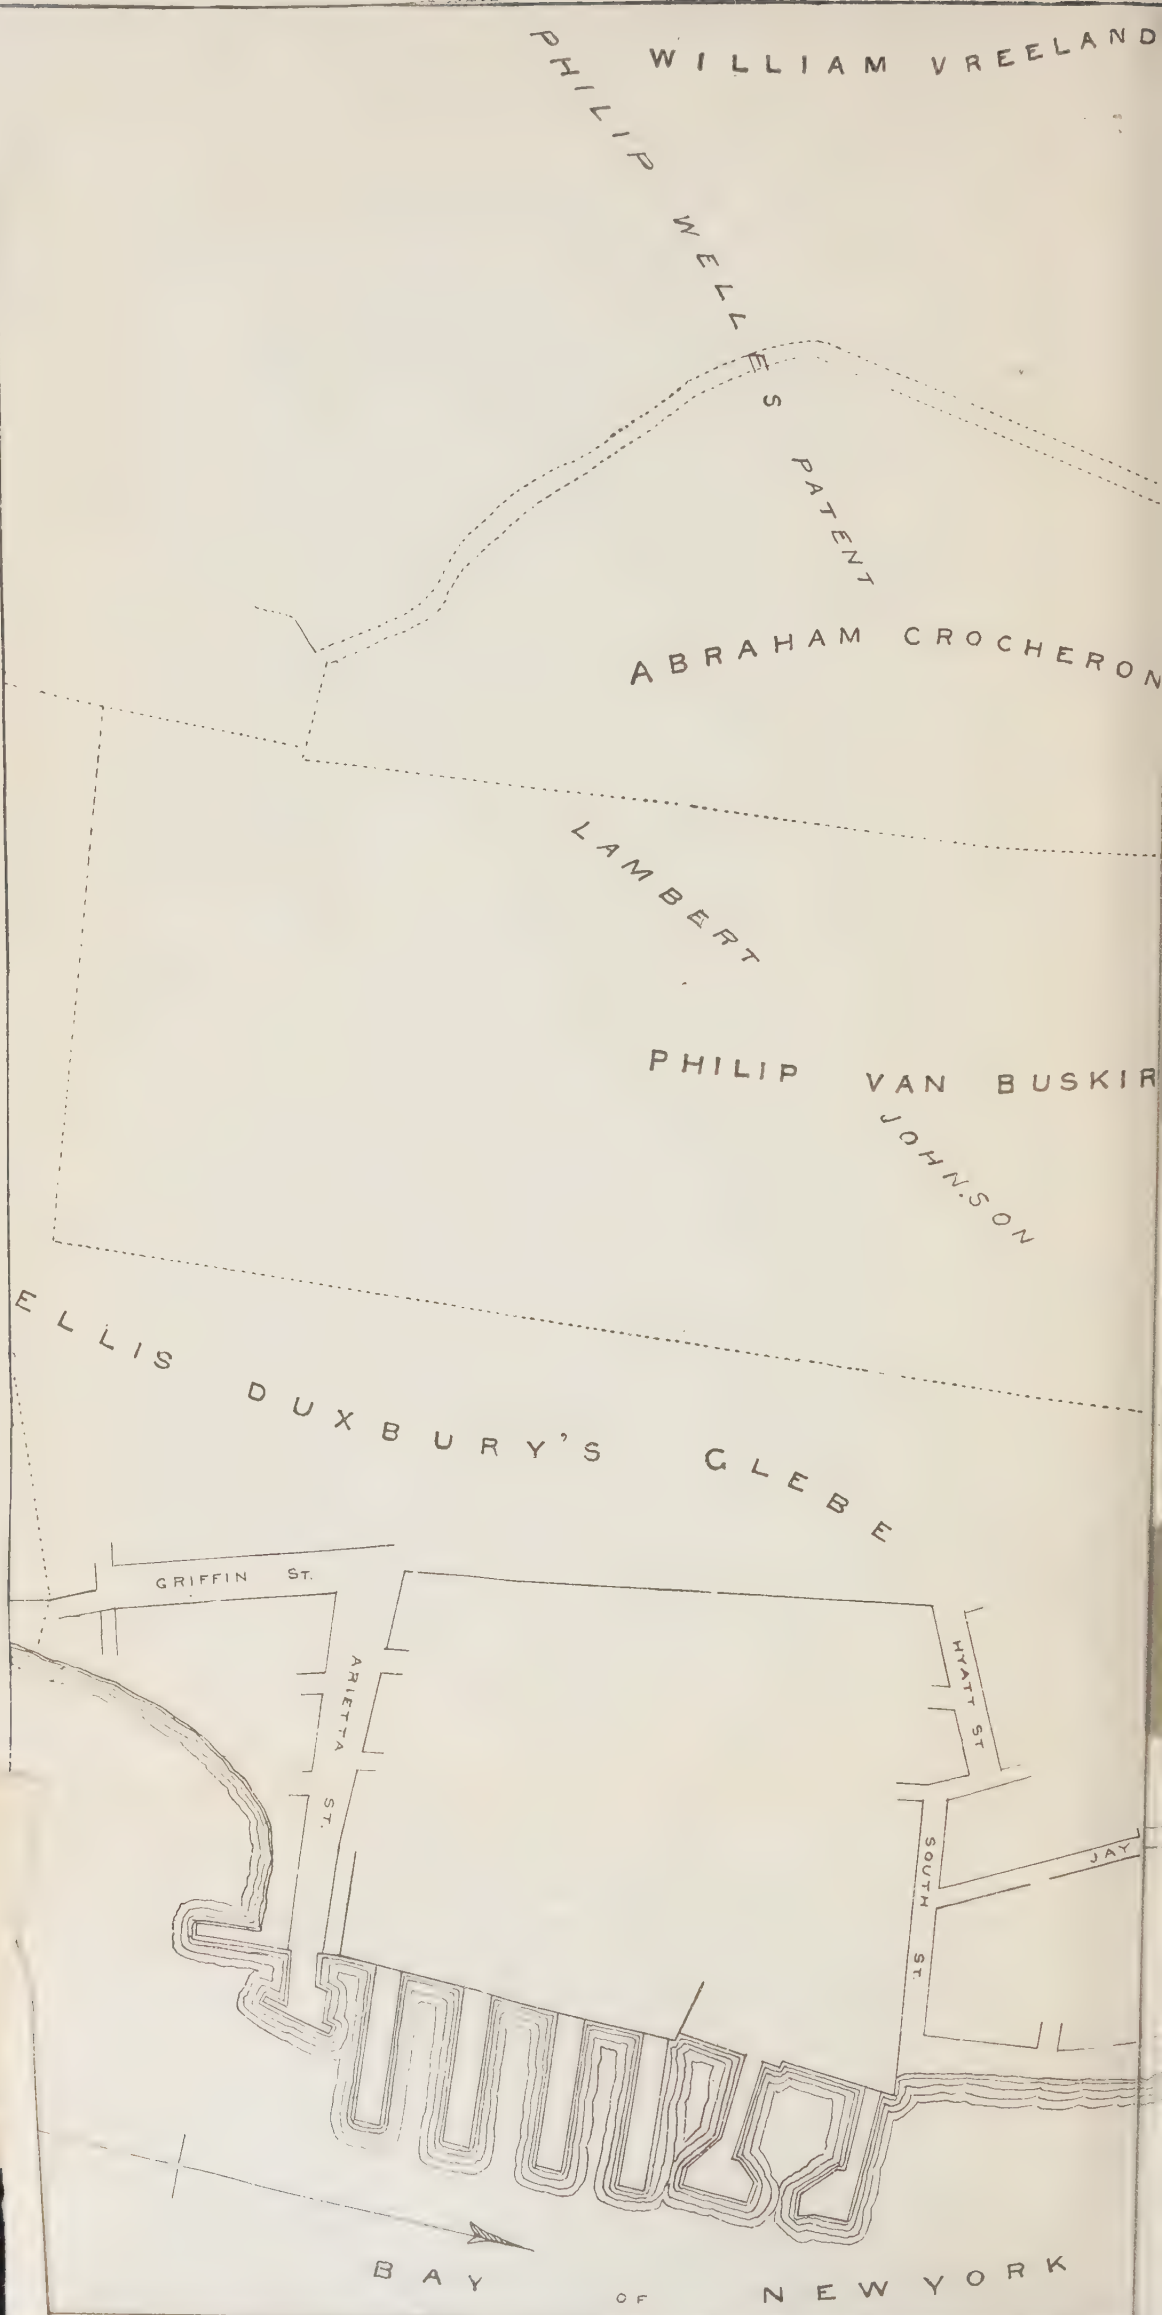 WILLIAM VREELAND
PHILIP WELLES PATENT
ABRAHAM CROCHERON
LAMBERT
PHILIP VAN BUSKIR
JOHNSON
ELLIS DUXBURY'S GLEBE
GRIFFIN ST.
ARIETTA ST.
HYATT ST
SOUTH ST.
JAY
BAY OF NEW YORK